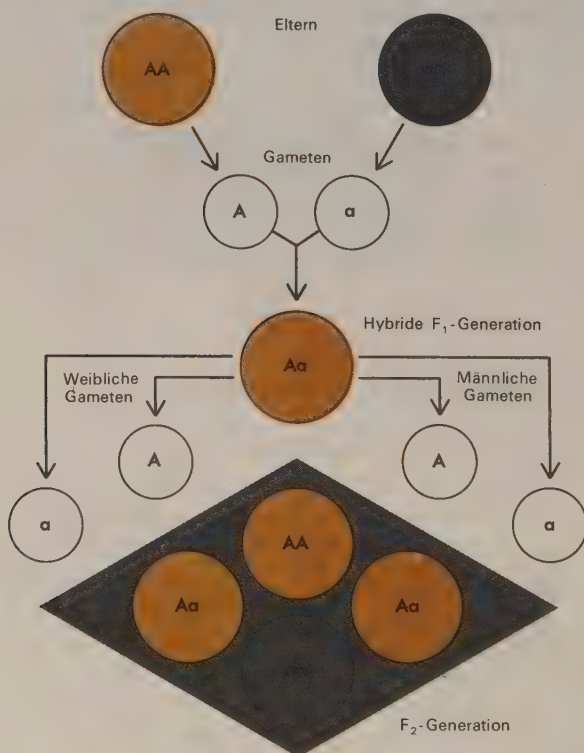 Eltern
AA
Gameten
A
a
Hybride F₁-Generation
Aa
Weibliche
Gameten
Männliche
Gameten
A
A
a
a
AA
Aa
Aa
F₂-Generation